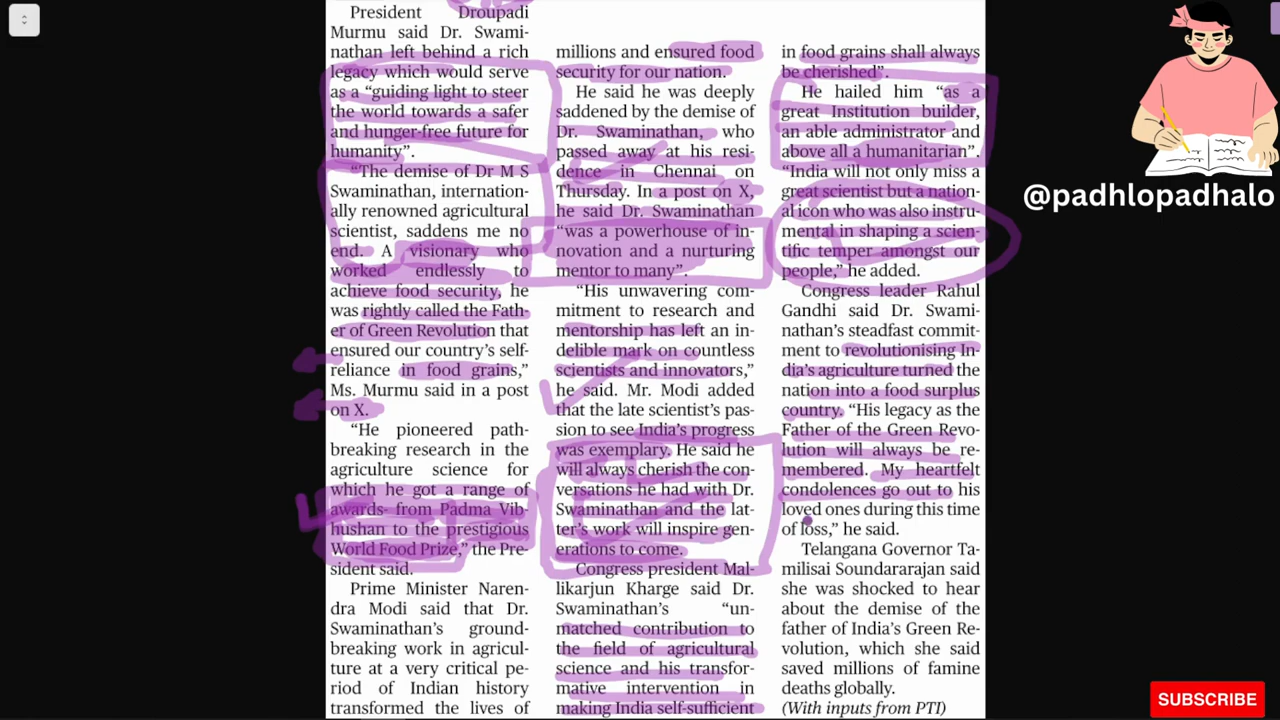 President Droupadi
Murmu said Dr. Swami-
nathan left behind a rich
legacy which would serve
as a “guiding light to steer
the world towards a safer
and hunger-free future for
humanity”.
“The demise of Dr M S
Swaminathan, internation-
ally renowned agricultural
scientist, saddens me no
end. A visionary who
worked endlessly to
achieve food security, he
was rightly called the Fath-
er of Green Revolution that
ensured our country’s self-
reliance in food grains,”
Ms. Murmu said in a post
on X.
“He pioneered path-
breaking research in the
agriculture science for
which he got a range of
awards- from Padma Vib-
hushan to the prestigious
World Food Prize,” the Pre-
sident said.
Prime Minister Naren-
dra Modi said that Dr.
Swaminathan’s ground-
breaking work in agricul-
ture at a very critical pe-
riod of Indian history
transformed the lives of
millions and ensured food
security for our nation.
He said he was deeply
saddened by the demise of
Dr. Swaminathan, who
passed away at his resi-
dence in Chennai on
Thursday. In a post on X,
he said Dr. Swaminathan
“was a powerhouse of in-
novation and a nurturing
mentor to many”.
“His unwavering com-
mitment to research and
mentorship has left an in-
delible mark on countless
scientists and innovators,”
he said. Mr. Modi added
that the late scientist’s pas-
sion to see India’s progress
was exemplary. He said he
will always cherish the con-
versations he had with Dr.
Swaminathan and the lat-
ter’s work will inspire gen-
erations to come.
Congress president Mal-
likarjun Kharge said Dr.
Swaminathan’s “un-
matched contribution to
the field of agricultural
science and his transfor-
mative intervention in
making India self-sufficient
in food grains shall always
be cherished”.
He hailed him “as a
great Institution builder,
an able administrator and
above all a humanitarian”.
“India will not only miss a
great scientist but a nation-
al icon who was also instru-
mental in shaping a scien-
tific temper amongst our
people,” he added.
Congress leader Rahul
Gandhi said Dr. Swami-
nathan’s steadfast commit-
ment to revolutionising In-
dia’s agriculture turned the
nation into a food surplus
country. “His legacy as the
Father of the Green Revo-
lution will always be re-
membered. My heartfelt
condolences go out to his
loved ones during this time
of loss,” he said.
Telangana Governor Ta-
milisai Soundararajan said
she was shocked to hear
about the demise of the
father of India’s Green Re-
volution, which she said
saved millions of famine
deaths globally.
(With inputs from PTI)
@padhlopadhalo
SUBSCRIBE